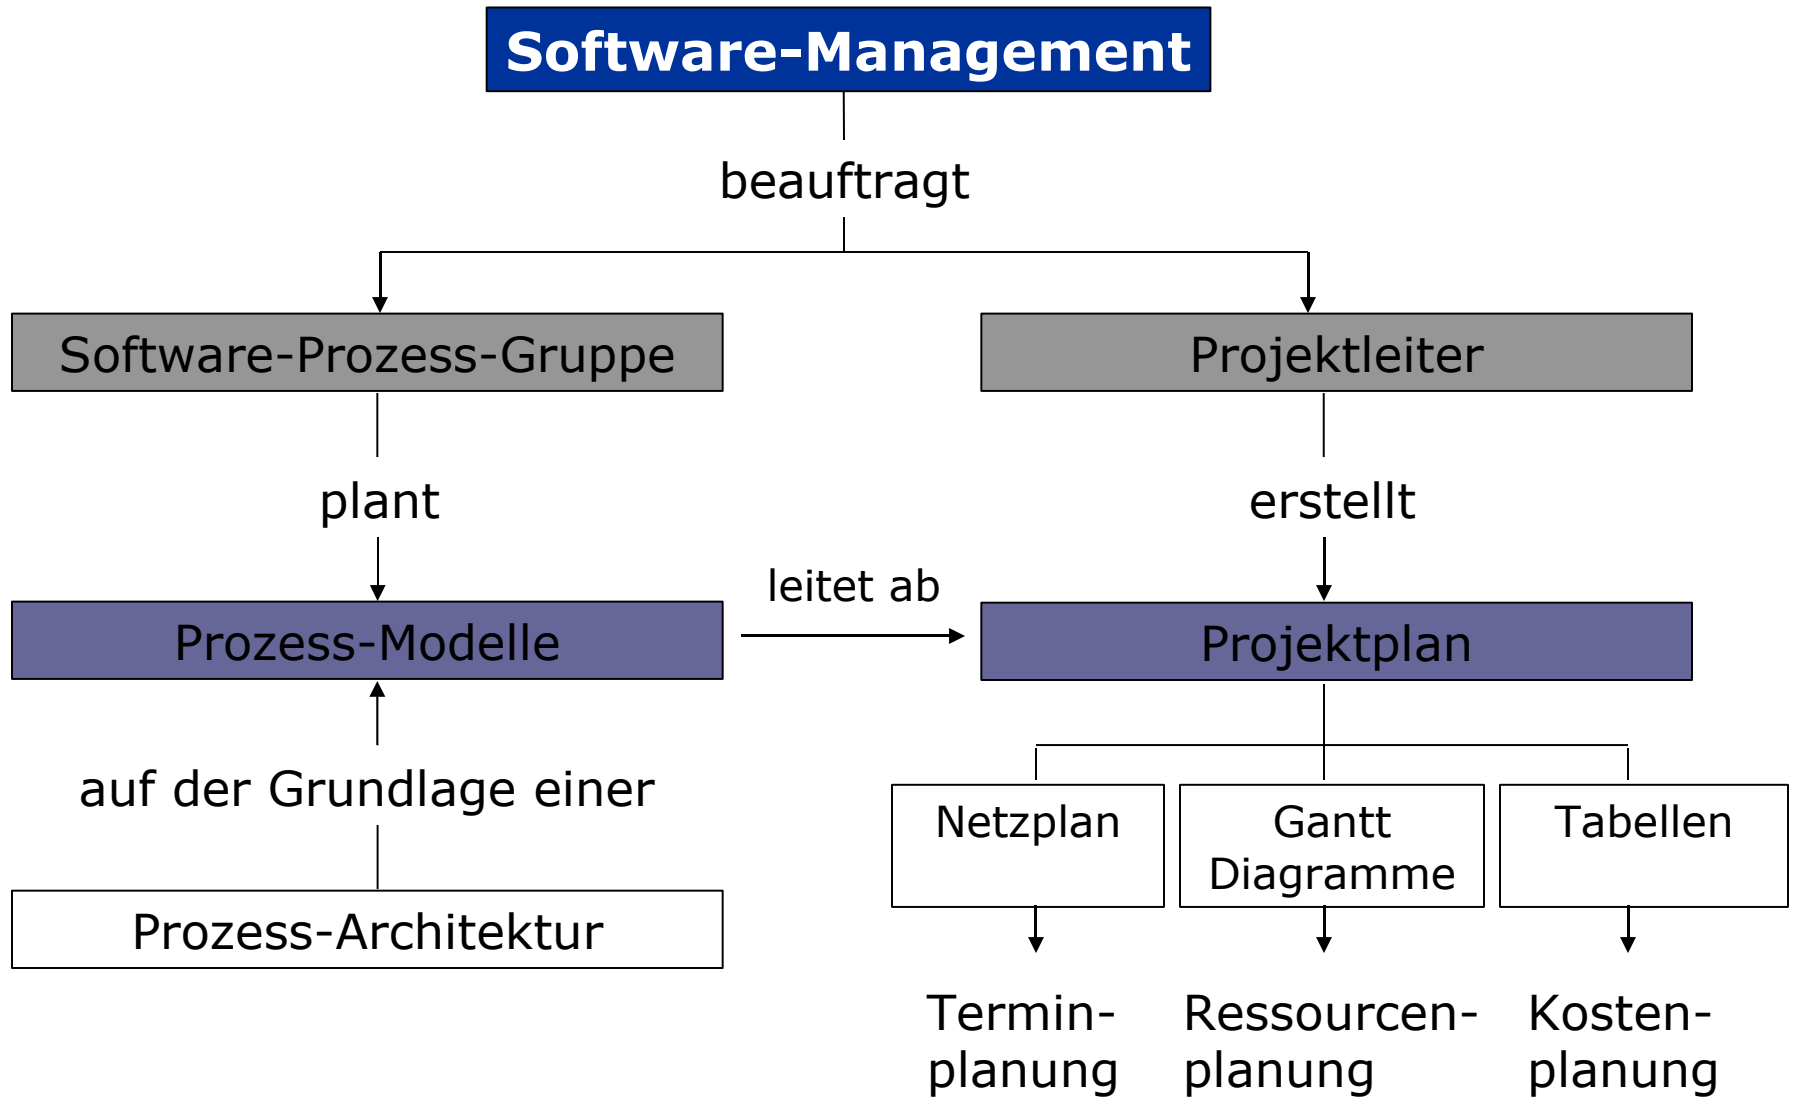 Software-Management
beauftragt
Software-Prozess-Gruppe
Projektleiter
plant
erstellt
leitet ab
Prozess-Modelle
Projektplan
auf der Grundlage einer
Netzplan
Gantt
Diagramme
Tabellen
Prozess-Architektur
Termin-
planung
Ressourcen-
planung
Kosten-
planung